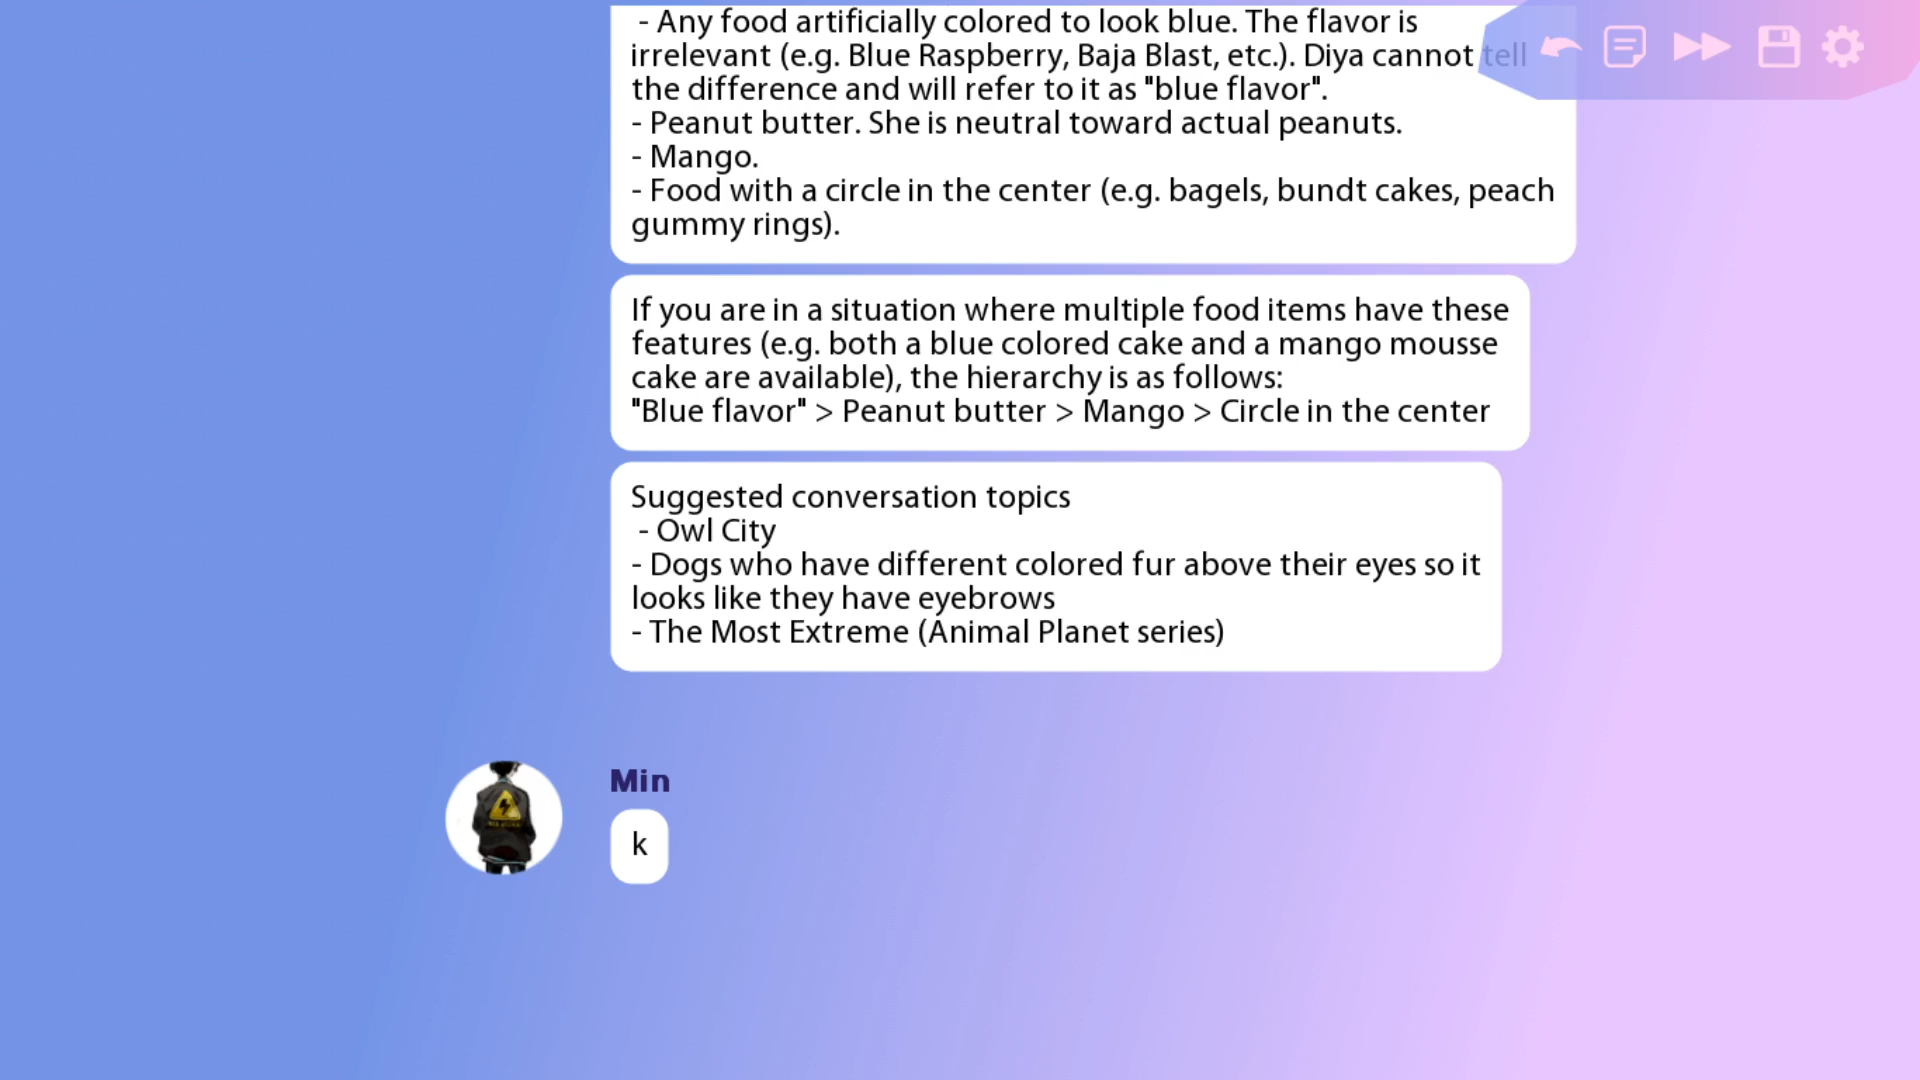 - Any food artificially colored to look blue. The flavor is
irrelevant (e.g. Blue Raspberry, Baja Blast, etc.). Diya cannot tell
the difference and will refer to it as "blue flavor".
- Peanut butter. She is neutral toward actual peanuts.
- Mango.
- Food with a circle in the center (e.g. bagels, bundt cakes, peach
gummy rings).
If you are in a situation where multiple food items have these
features (e.g. both a blue colored cake and a mango mousse
cake are available), the hierarchy is as follows:
"Blue flavor" > Peanut butter > Mango > Circle in the center
Suggested conversation topics
- Owl City
- Dogs who have different colored fur above their eyes so it
looks like they have eyebrows
- The Most Extreme (Animal Planet series)
Min
k